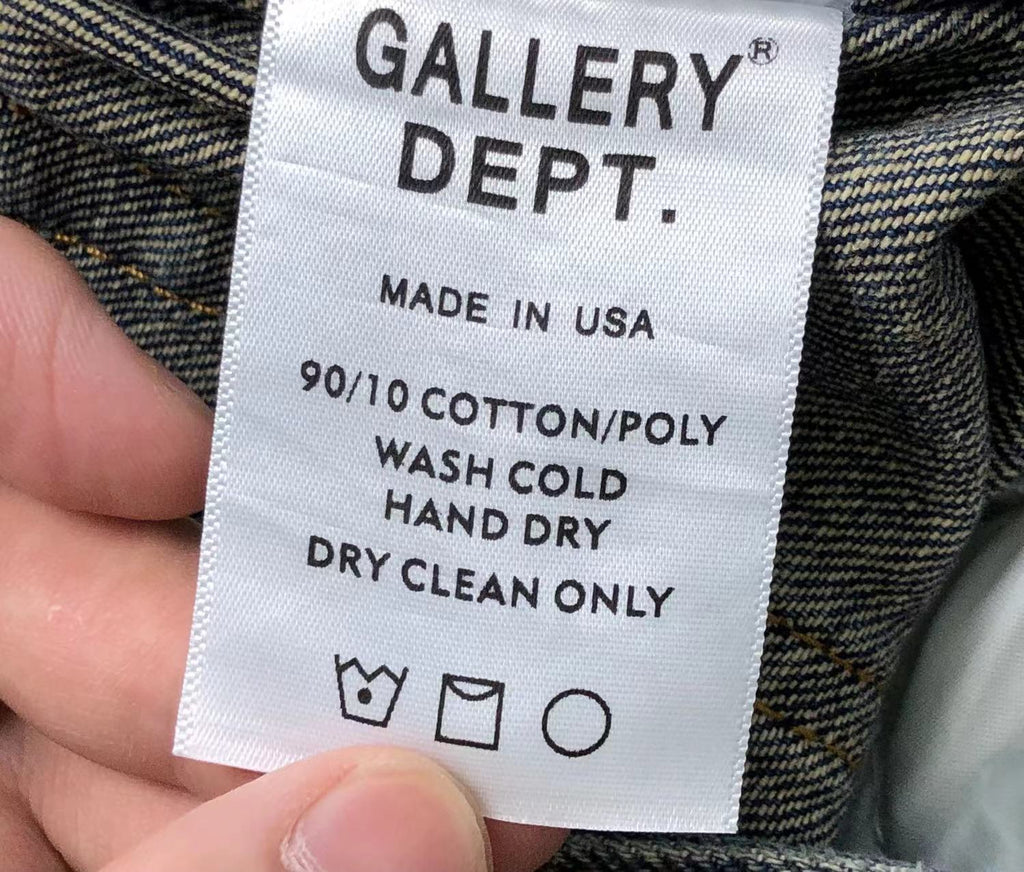 GALLERY®
DEPT.
MADE IN USA
90/10 COTTON/POLY
WASH COLD
HAND DRY
DRY CLEAN ONLY